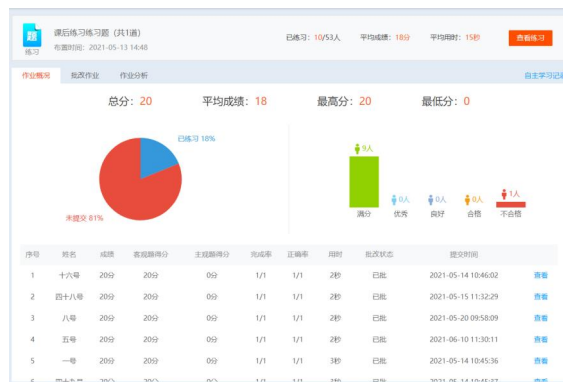 题
练习
课后练习练习题（共1道）
布置时间：2021-05-13 14:48
已练习：10/53人 平均成绩：18分 平均用时：15秒
查看练习
作业概况 批改作业 作业分析 自主学习记录
总分：20 平均成绩：18 最高分：20 最低分：0
已练习 18%
未提交 81%
9人 0人 0人 0人 1人
满分 优秀 良好 合格 不合格
序号 姓名 成绩 客观题得分 主观题得分 完成率 正确率 用时 批改状态 提交时间
1 十六号 20分 20分 0分 1/1 1/1 2秒 已批 2021-05-14 10:46:02 查看
2 四十八号 20分 20分 0分 1/1 1/1 2秒 已批 2021-05-15 11:32:29 查看
3 八号 20分 20分 0分 1/1 1/1 2秒 已批 2021-05-20 09:58:09 查看
4 五号 20分 20分 0分 1/1 1/1 2秒 已批 2021-06-10 11:30:11 查看
5 一号 20分 20分 0分 1/1 1/1 3秒 已批 2021-05-14 10:45:36 查看